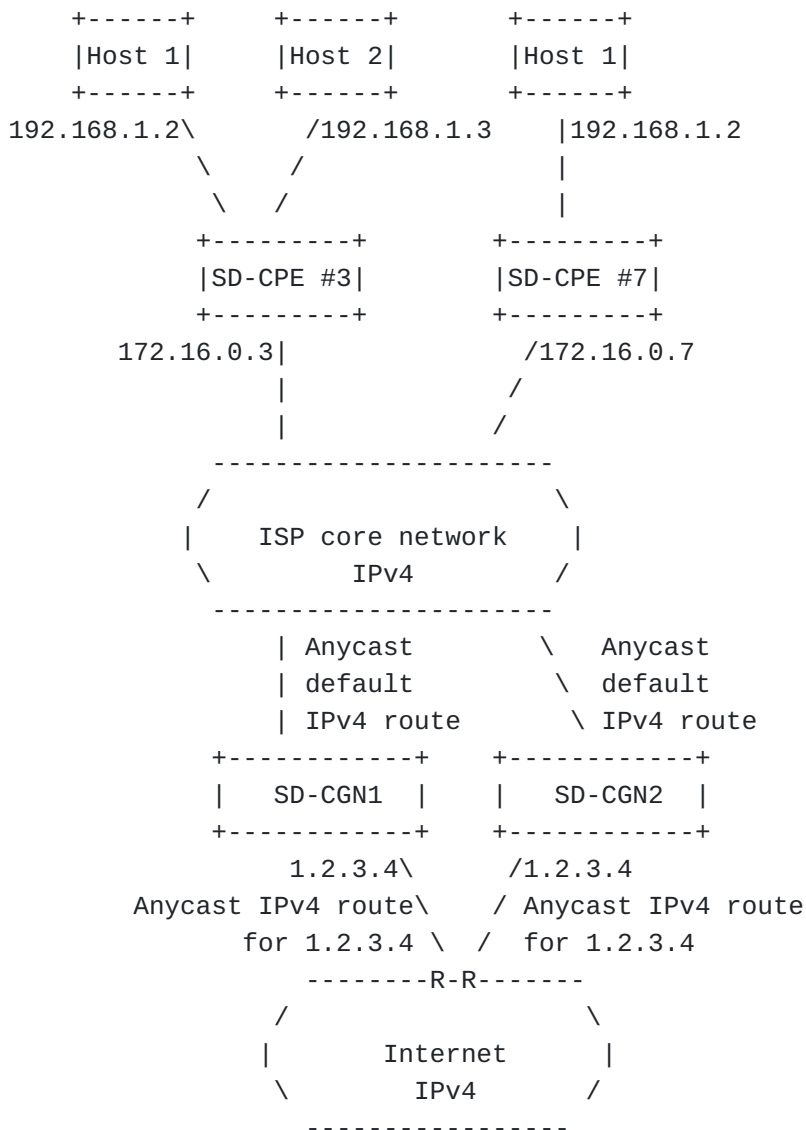 +------+     +------+       +------+
|Host 1|     |Host 2|       |Host 1|
+------+     +------+       +------+
192.168.1.2\       /192.168.1.3    |192.168.1.2
\     /                |
\   /                 |
+---------+        +---------+
|SD-CPE #3|        |SD-CPE #7|
+---------+        +---------+
172.16.0.3|               /172.16.0.7
|              /
|             /
----------------------
/                      \
|    ISP core network    |
\         IPv4         /
----------------------
| Anycast        \   Anycast
| default         \  default
| IPv4 route       \ IPv4 route
+------------+    +------------+
|   SD-CGN1  |    |   SD-CGN2  |
+------------+    +------------+
1.2.3.4\      /1.2.3.4
Anycast IPv4 route\    / Anycast IPv4 route
for 1.2.3.4 \  /  for 1.2.3.4
--------R-R-------
/                   \
|       Internet      |
\        IPv4       /
-----------------